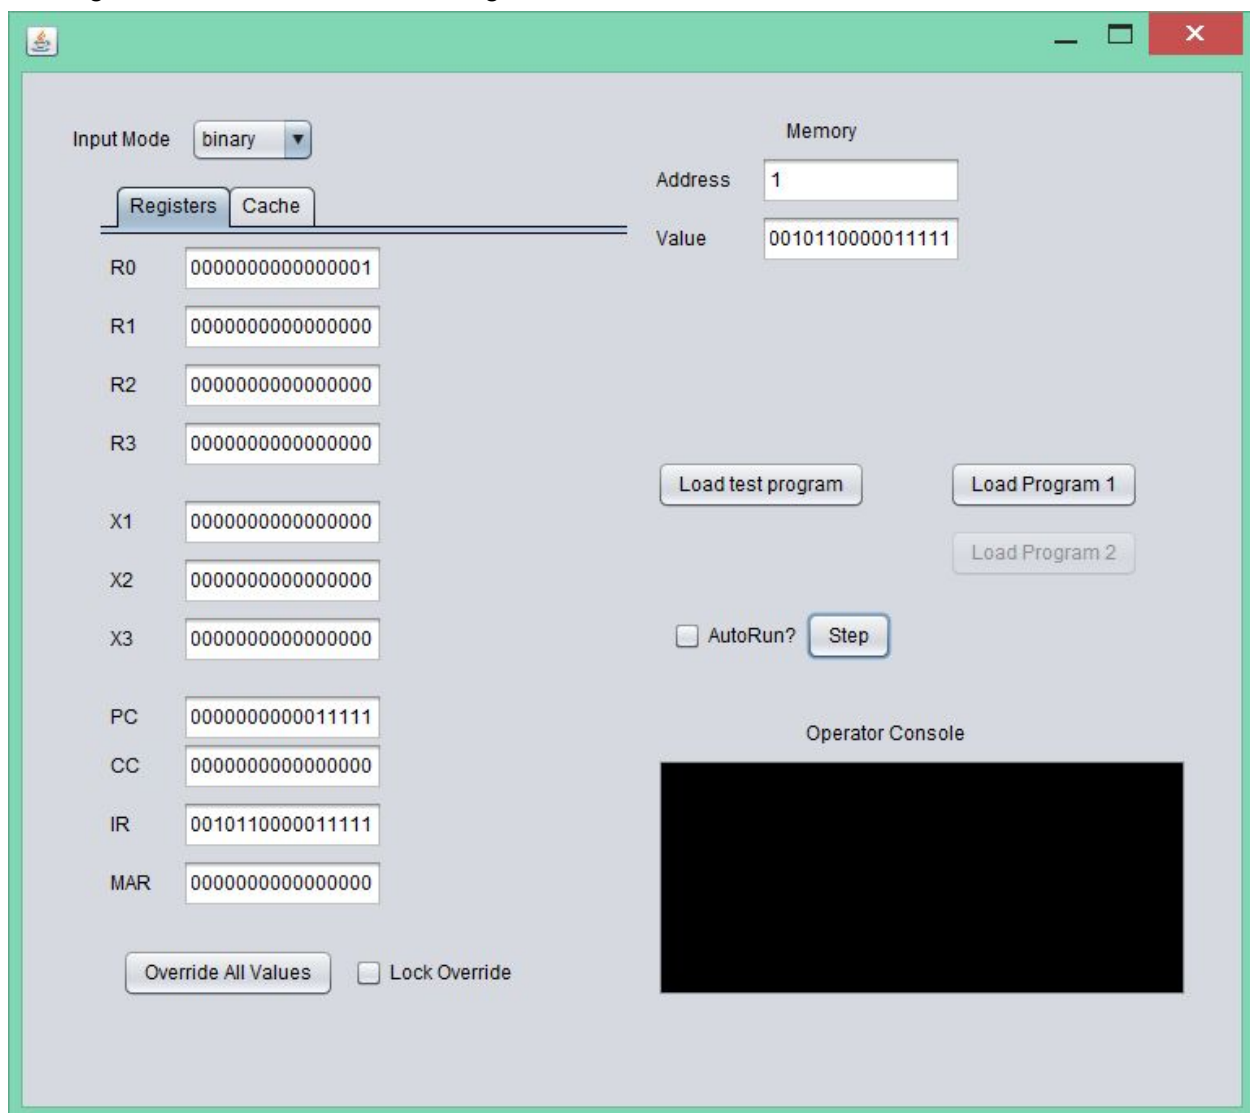 Input Mode binary
Registers Cache
R0 0000000000000001
R1 0000000000000000
R2 0000000000000000
R3 0000000000000000
X1 0000000000000000
X2 0000000000000000
X3 0000000000000000
PC 0000000000011111
CC 0000000000000000
IR 0010110000011111
MAR 0000000000000000
Override All Values Lock Override
Memory
Address 1
Value 0010110000011111
Load test program Load Program 1
Load Program 2
AutoRun? Step
Operator Console